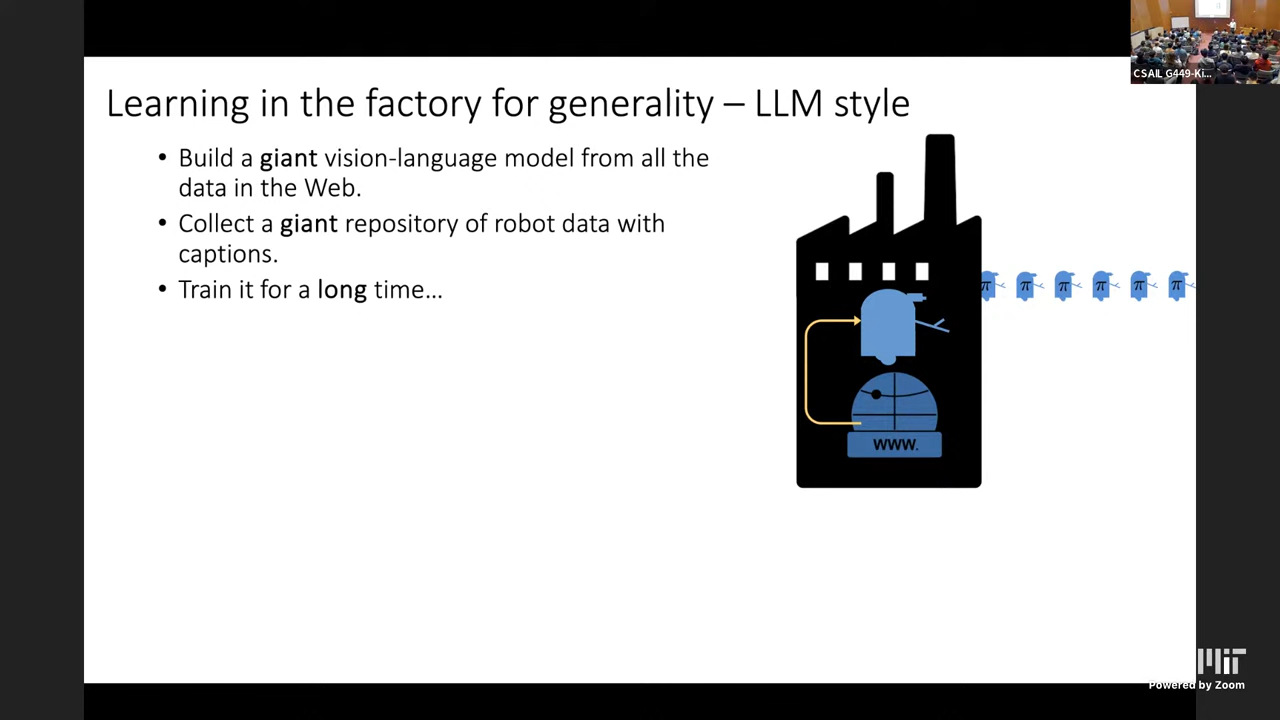 CSAIL G449-Ki...
Learning in the factory for generality – LLM style
• Build a giant vision-language model from all the
data in the Web.
• Collect a giant repository of robot data with
captions.
• Train it for a long time…
π π π π π π
WWW.
MIT
Powered by Zoom